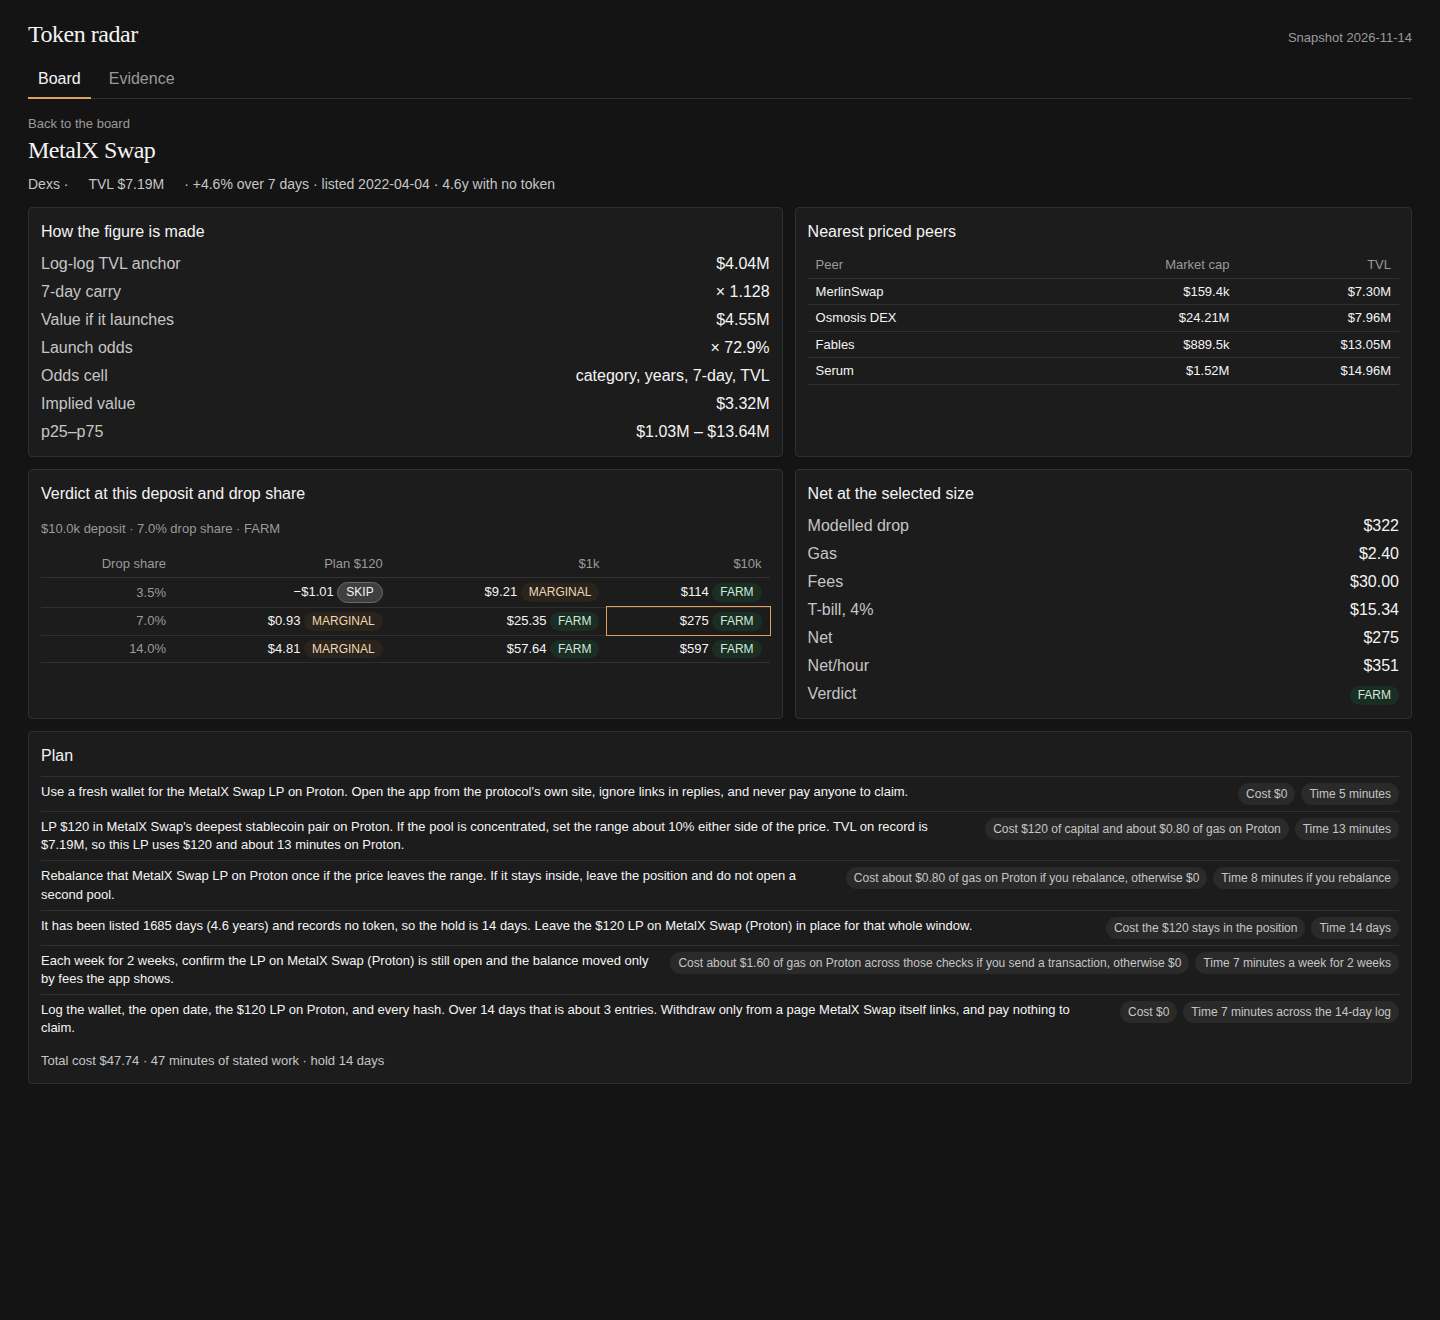 Token radar
Snapshot 2026-11-14
Board Evidence
Back to the board
MetalX Swap
Dexs · TVL $7.19M · +4.6% over 7 days · listed 2022-04-04 · 4.6y with no token
How the figure is made
Log-log TVL anchor $4.04M
7-day carry × 1.128
Value if it launches $4.55M
Launch odds × 72.9%
Odds cell category, years, 7-day, TVL
Implied value $3.32M
p25–p75 $1.03M – $13.64M
Nearest priced peers
Peer Market cap TVL
MerlinSwap $159.4k $7.30M
Osmosis DEX $24.21M $7.96M
Fables $889.5k $13.05M
Serum $1.52M $14.96M
Verdict at this deposit and drop share
$10.0k deposit · 7.0% drop share · FARM
Drop share Plan $120 $1k $10k
3.5% −$1.01 SKIP $9.21 MARGINAL $114 FARM
7.0% $0.93 MARGINAL $25.35 FARM $275 FARM
14.0% $4.81 MARGINAL $57.64 FARM $597 FARM
Net at the selected size
Modelled drop $322
Gas $2.40
Fees $30.00
T-bill, 4% $15.34
Net $275
Net/hour $351
Verdict FARM
Plan
Use a fresh wallet for the MetalX Swap LP on Proton. Open the app from the protocol's own site, ignore links in replies, and never pay anyone to claim. Cost $0 Time 5 minutes
LP $120 in MetalX Swap's deepest stablecoin pair on Proton. If the pool is concentrated, set the range about 10% either side of the price. TVL on record is Cost $120 of capital and about $0.80 of gas on Proton Time 13 minutes
$7.19M, so this LP uses $120 and about 13 minutes on Proton.
Rebalance that MetalX Swap LP on Proton once if the price leaves the range. If it stays inside, leave the position and do not open a Cost about $0.80 of gas on Proton if you rebalance, otherwise $0 Time 8 minutes if you rebalance
second pool.
It has been listed 1685 days (4.6 years) and records no token, so the hold is 14 days. Leave the $120 LP on MetalX Swap (Proton) in place for that whole window. Cost the $120 stays in the position Time 14 days
Each week for 2 weeks, confirm the LP on MetalX Swap (Proton) is still open and the balance moved only Cost about $1.60 of gas on Proton across those checks if you send a transaction, otherwise $0 Time 7 minutes a week for 2 weeks
by fees the app shows.
Log the wallet, the open date, the $120 LP on Proton, and every hash. Over 14 days that is about 3 entries. Withdraw only from a page MetalX Swap itself links, and pay nothing to Cost $0 Time 7 minutes across the 14-day log
claim.
Total cost $47.74 · 47 minutes of stated work · hold 14 days